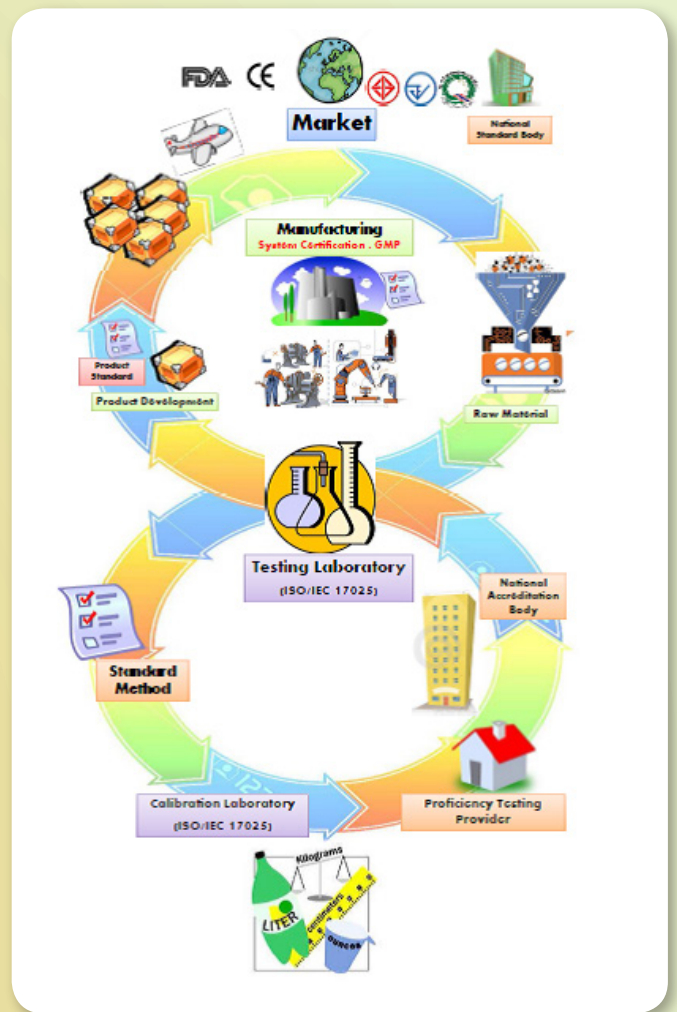 FDA CE
Market
National
Standard Body
Manufacturing
System Certification . GMP
Product
Standard
Product Development
Raw Material
Testing Laboratory
(ISO/IEC 17025)
National
Accreditation
Body
Standard
Method
Calibration Laboratory
(ISO/IEC 17025)
Proficiency Testing
Provider
Kilograms
LITER
centimeters
ounces